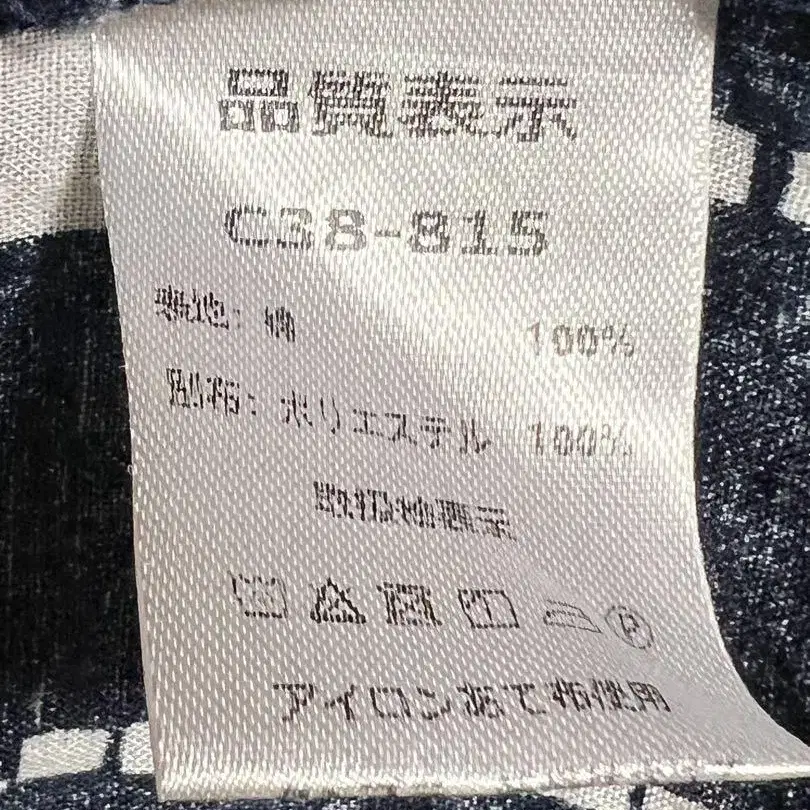 品質表示
C38-815
表地: 綿 100%
別布: ポリエステル 100%
取扱絵表示
P
アイロンあて布使用